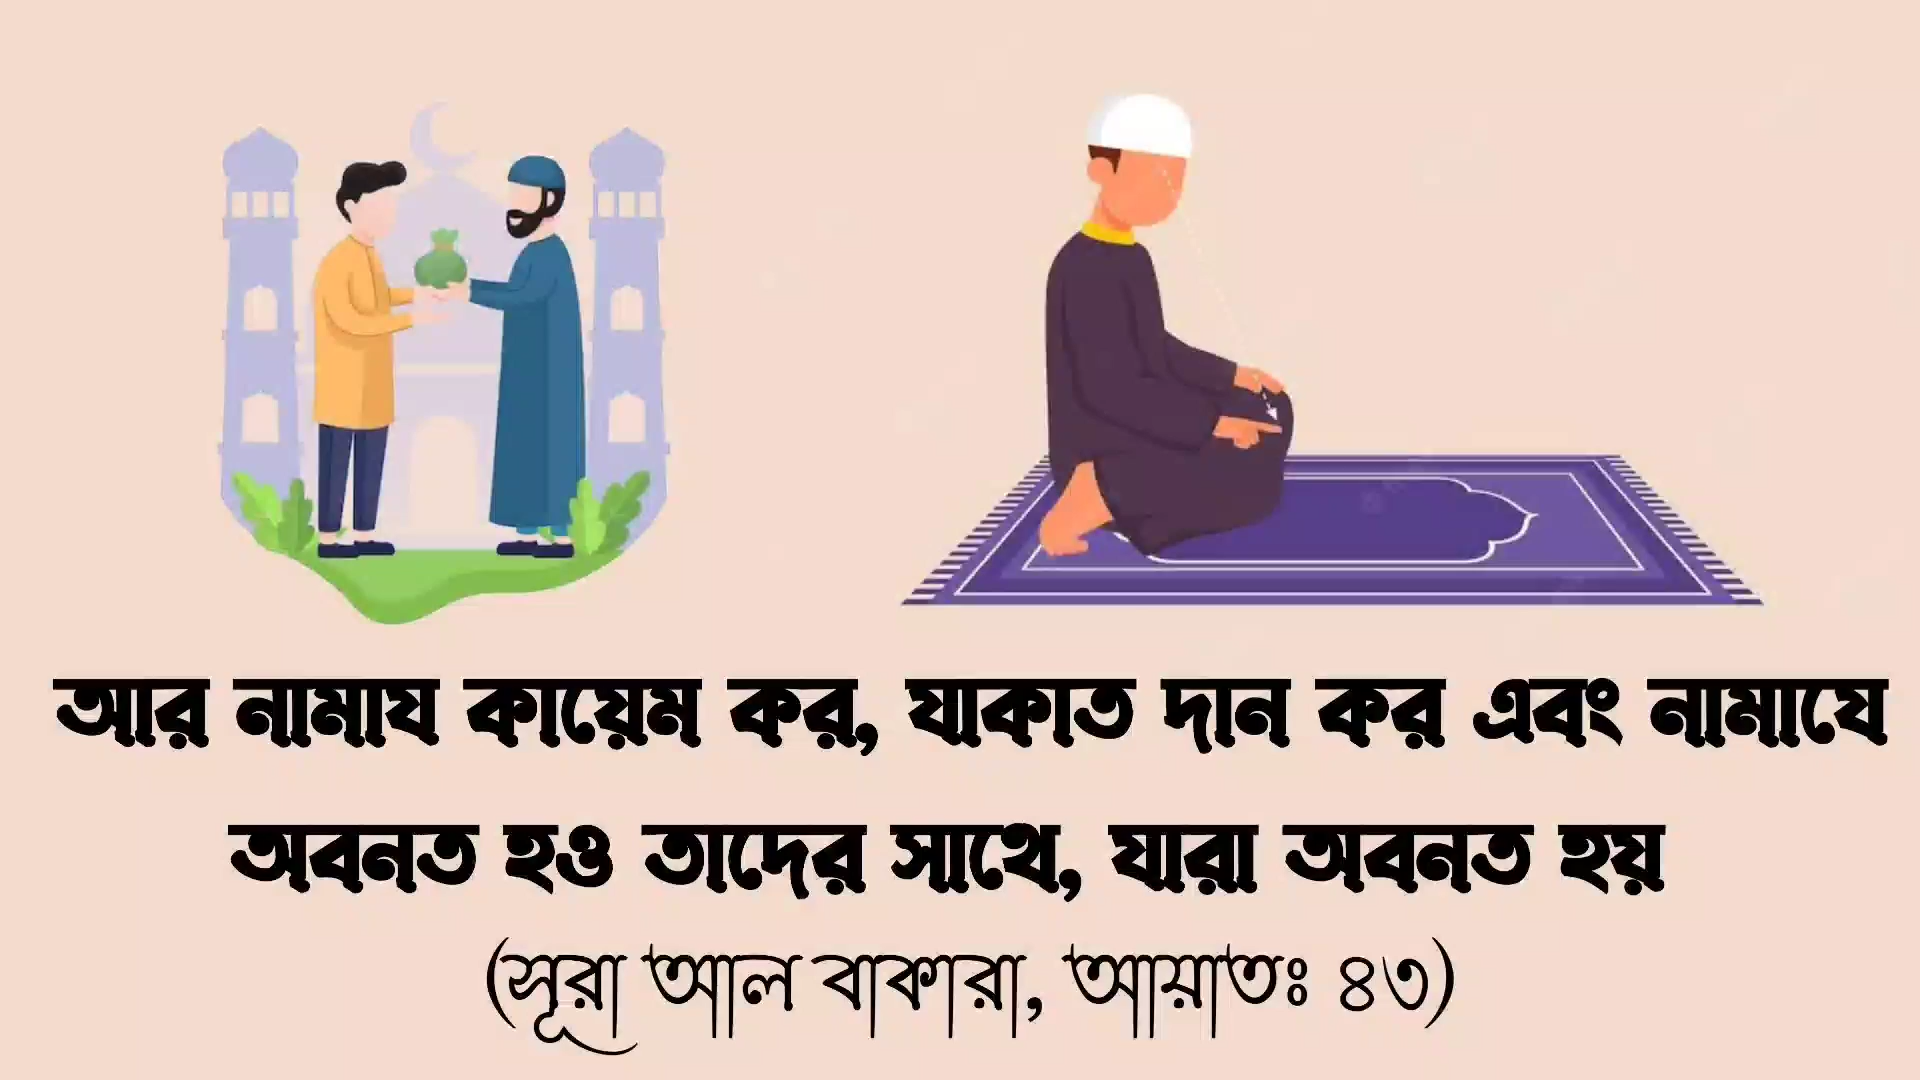 আর নামায কায়েম কর, যাকাত দান কর এবং নামাযে
অবনত হও তাদের সাথে, যারা অবনত হয়
(সূরা আল বাকারা, আয়াতঃ ৪৩)